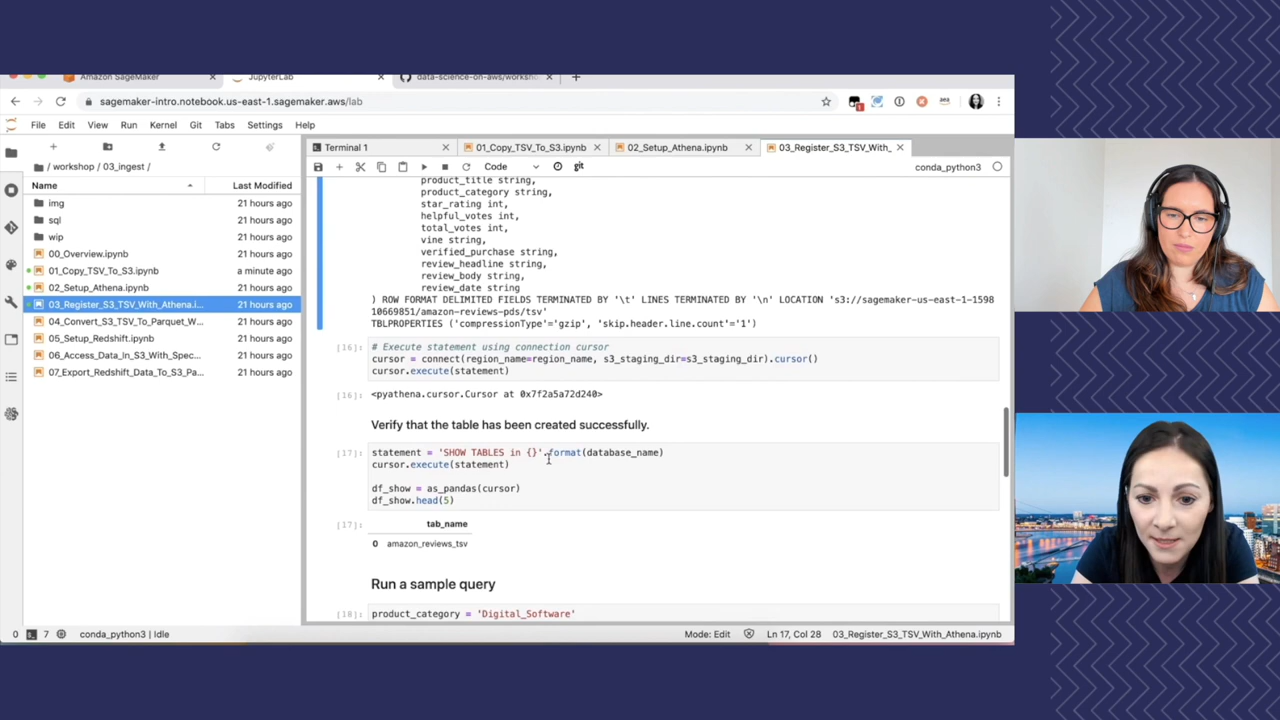 Amazon SageMaker
JupyterLab
data-science-on-aws/worksho
sagemaker-intro.notebook.us-east-1.sagemaker.aws/lab
File Edit View Run Kernel Git Tabs Settings Help
/ workshop / 03_ingest /
Name Last Modified
img 21 hours ago
sql 21 hours ago
wip 21 hours ago
00_Overview.ipynb 21 hours ago
01_Copy_TSV_To_S3.ipynb a minute ago
02_Setup_Athena.ipynb 21 hours ago
03_Register_S3_TSV_With_Athena.i... 21 hours ago
04_Convert_S3_TSV_To_Parquet_W... 21 hours ago
05_Setup_Redshift.ipynb 21 hours ago
06_Access_Data_In_S3_With_Spec... 21 hours ago
07_Export_Redshift_Data_To_S3_Pa... 21 hours ago
Terminal 1
01_Copy_TSV_To_S3.ipynb
02_Setup_Athena.ipynb
03_Register_S3_TSV_With_
Code
git
conda_python3
product_title string,
product_category string,
star_rating int,
helpful_votes int,
total_votes int,
vine string,
verified_purchase string,
review_headline string,
review_body string,
review_date string
) ROW FORMAT DELIMITED FIELDS TERMINATED BY '\t' LINES TERMINATED BY '\n' LOCATION 's3://sagemaker-us-east-1-1598
10669851/amazon-reviews-pds/tsv'
TBLPROPERTIES ('compressionType'='gzip', 'skip.header.line.count'='1')
[16]: # Execute statement using connection cursor
cursor = connect(region_name=region_name, s3_staging_dir=s3_staging_dir).cursor()
cursor.execute(statement)
[16]: <pyathena.cursor.Cursor at 0x7f2a5a72d240>
Verify that the table has been created successfully.
[17]: statement = 'SHOW TABLES in {}'.format(database_name)
cursor.execute(statement)
df_show = as_pandas(cursor)
df_show.head(5)
[17]: tab_name
0 amazon_reviews_tsv
Run a sample query
[18]: product_category = 'Digital_Software'
0 7 conda_python3 | Idle
Mode: Edit Ln 17, Col 28 03_Register_S3_TSV_With_Athena.ipynb